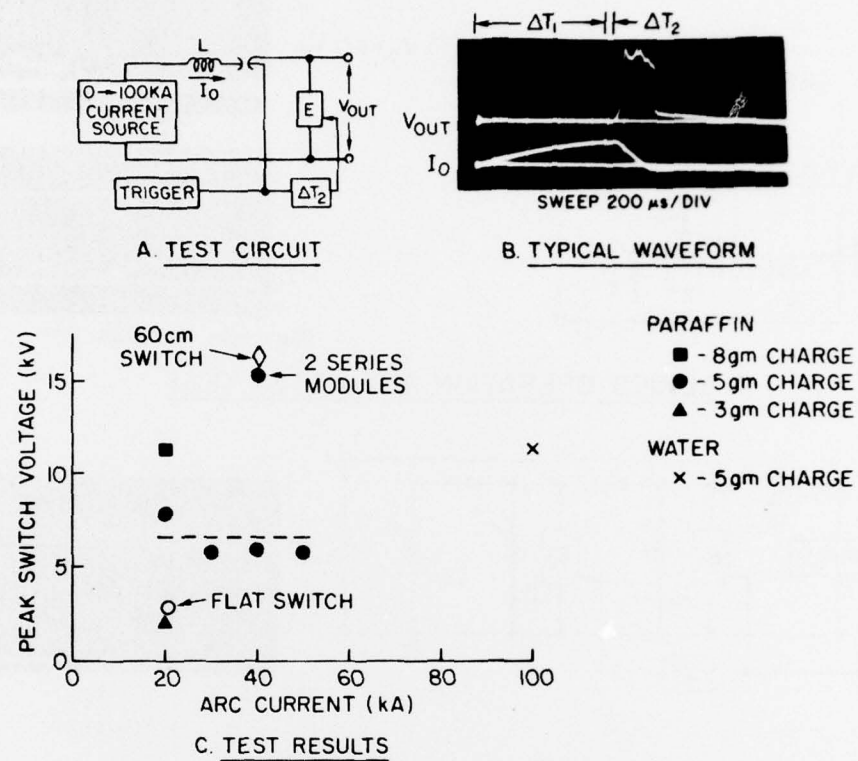 L
I₀
0→100KA
CURRENT
SOURCE
E
V_OUT
TRIGGER
ΔT₂
A. TEST CIRCUIT
ΔT₁
ΔT₂
V_OUT
I₀
SWEEP 200 μs/DIV
B. TYPICAL WAVEFORM
PEAK SWITCH VOLTAGE (kV)
15
10
5
0
60cm
SWITCH
2 SERIES
MODULES
FLAT SWITCH
0
20
40
60
80
100
ARC CURRENT (kA)
PARAFFIN
■ - 8gm CHARGE
● - 5gm CHARGE
▲ - 3gm CHARGE
WATER
× - 5gm CHARGE
C. TEST RESULTS